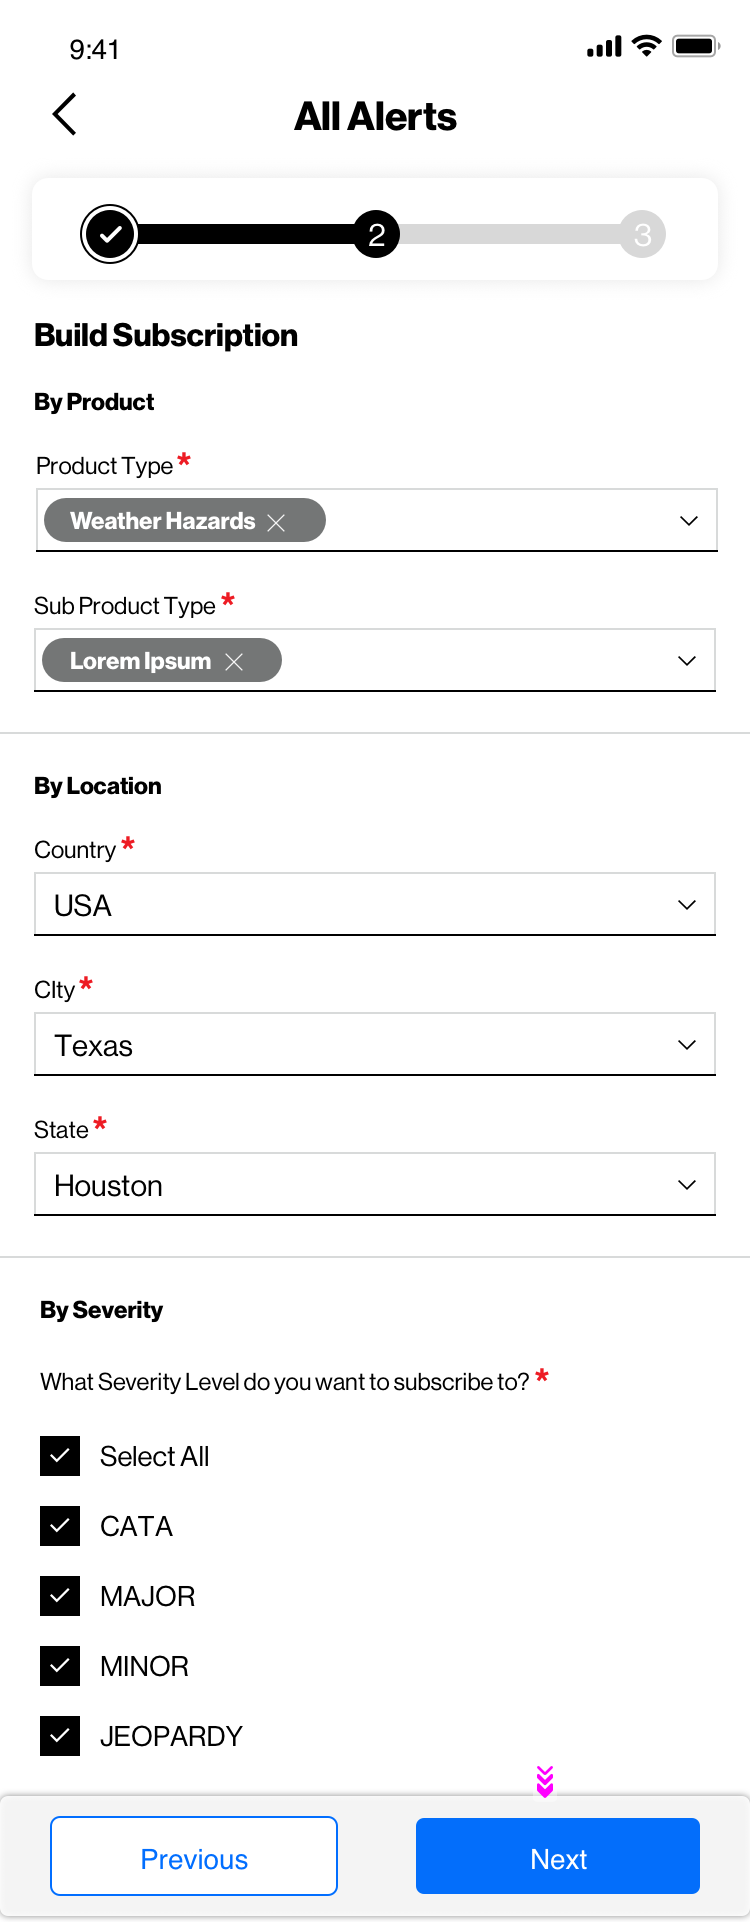 9:41
All Alerts
2
3
Build Subscription
By Product
Product Type *
Weather Hazards
Sub Product Type *
Lorem Ipsum
By Location
Country *
USA
CIty *
Texas
State *
Houston
By Severity
What Severity Level do you want to subscribe to? *
Select All
CATA
MAJOR
MINOR
JEOPARDY
Previous
Next